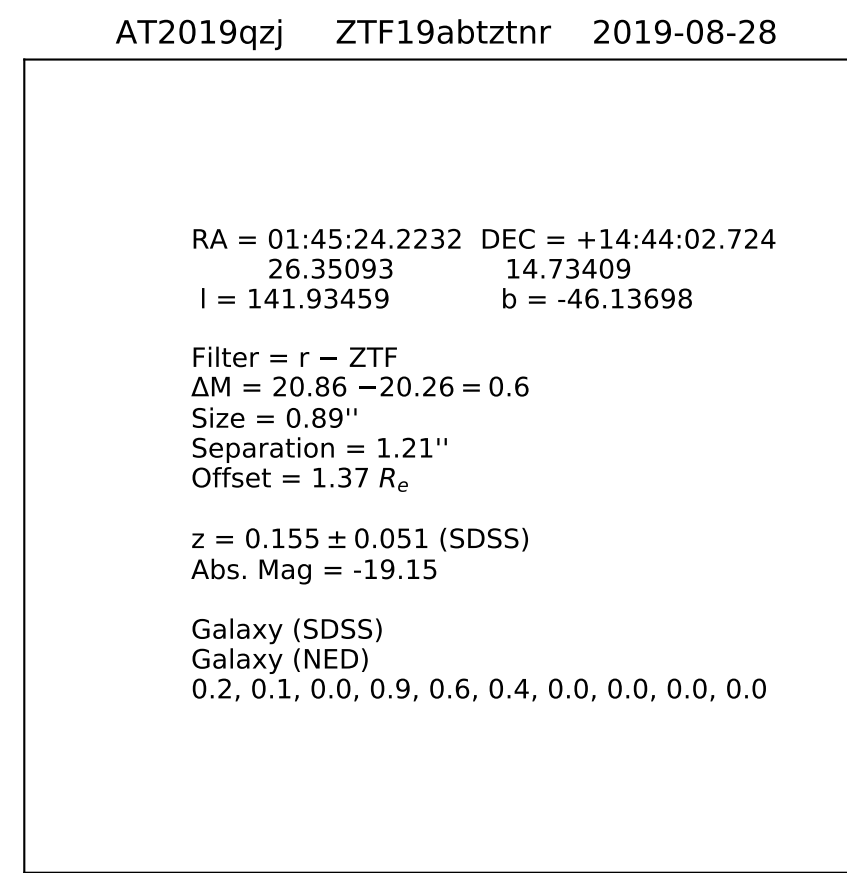 AT2019qzj ZTF19abtztnr 2019-08-28
RA = 01:45:24.2232 DEC = +14:44:02.724
26.35093 14.73409
l = 141.93459 b = -46.13698
Filter = r − ZTF
ΔM = 20.86 −20.26 = 0.6
Size = 0.89''
Separation = 1.21''
Offset = 1.37 Rₑ
z = 0.155 ± 0.051 (SDSS)
Abs. Mag = -19.15
Galaxy (SDSS)
Galaxy (NED)
0.2, 0.1, 0.0, 0.9, 0.6, 0.4, 0.0, 0.0, 0.0, 0.0